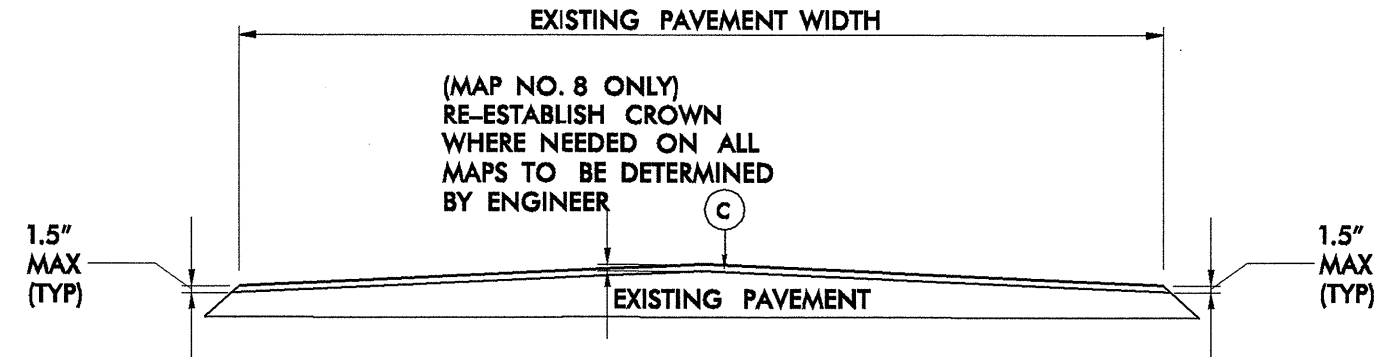 EXISTING PAVEMENT WIDTH
(MAP NO. 8 ONLY)
RE-ESTABLISH CROWN
WHERE NEEDED ON ALL
MAPS TO BE DETERMINED
BY ENGINEER
C
1.5"
MAX
(TYP)
1.5"
MAX
(TYP)
EXISTING PAVEMENT